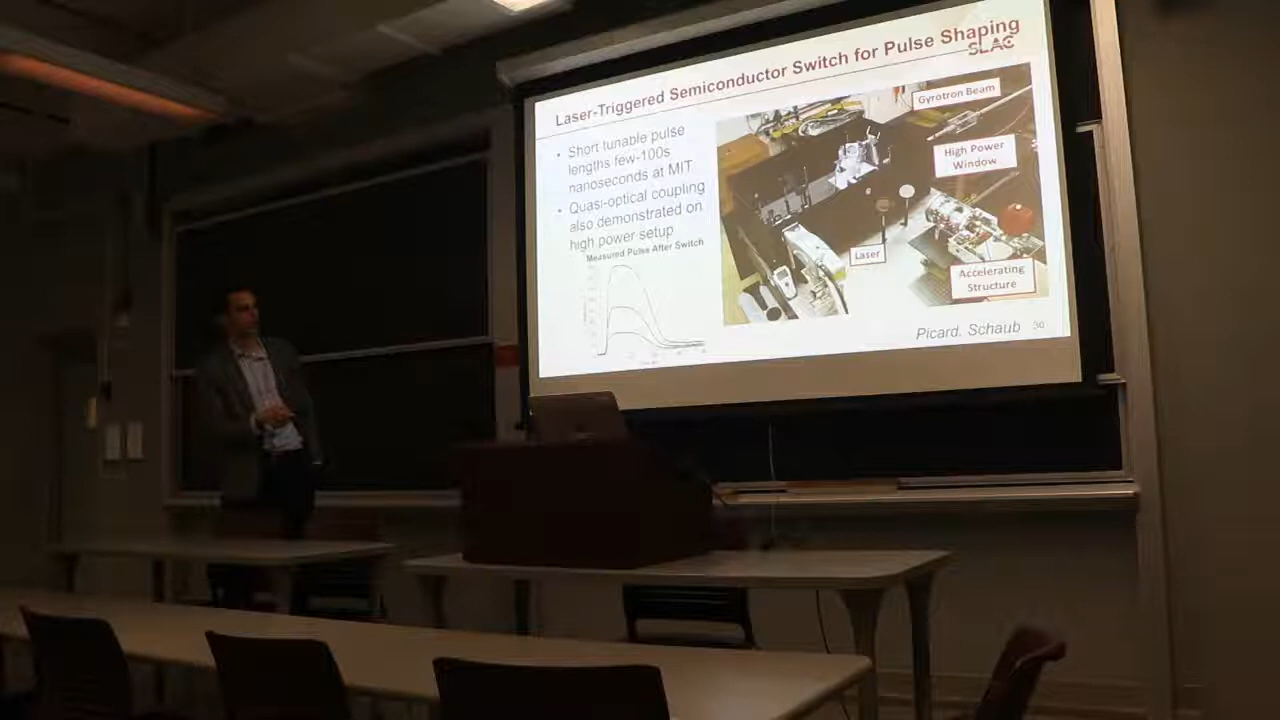 Laser-Triggered Semiconductor Switch for Pulse Shaping
SLAC
• Short tunable pulse
lengths few-100s
nanoseconds at MIT
• Quasi-optical coupling
also demonstrated on
high power setup
Measured Pulse After Switch
Gyrotron Beam
High Power
Window
Laser
Accelerating
Structure
Picard. Schaub
30